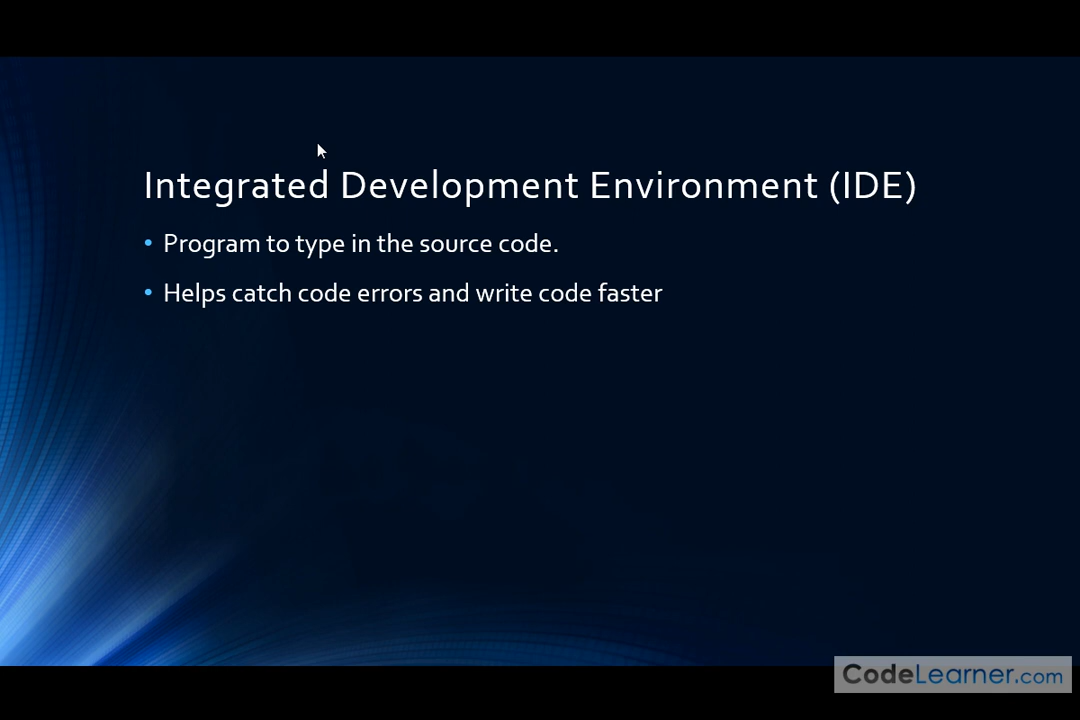 Integrated Development Environment (IDE)
• Program to type in the source code.
• Helps catch code errors and write code faster
CodeLearner.com